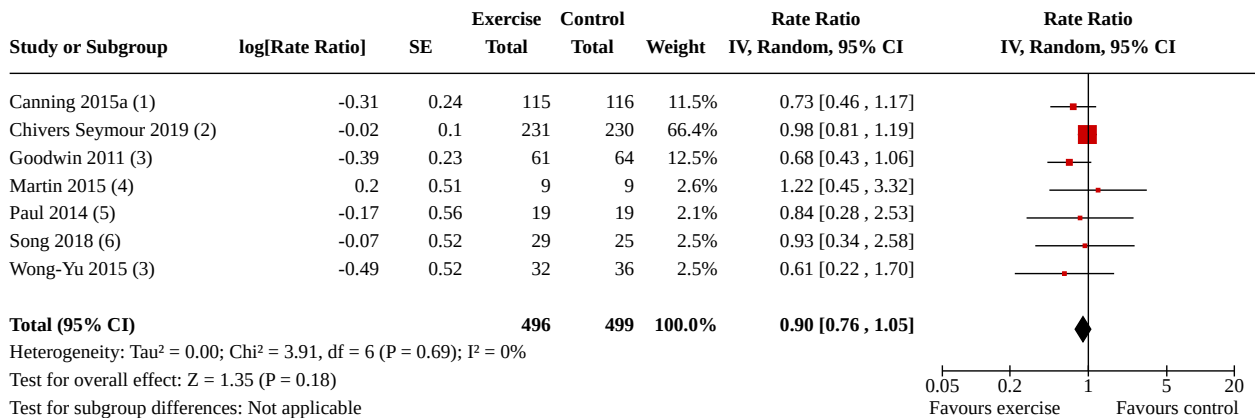 Exercise Control Rate Ratio Rate Ratio
Study or Subgroup log[Rate Ratio] SE Total Total Weight IV, Random, 95% CI IV, Random, 95% CI
Canning 2015a (1) -0.31 0.24 115 116 11.5% 0.73 [0.46 , 1.17]
Chivers Seymour 2019 (2) -0.02 0.1 231 230 66.4% 0.98 [0.81 , 1.19]
Goodwin 2011 (3) -0.39 0.23 61 64 12.5% 0.68 [0.43 , 1.06]
Martin 2015 (4) 0.2 0.51 9 9 2.6% 1.22 [0.45 , 3.32]
Paul 2014 (5) -0.17 0.56 19 19 2.1% 0.84 [0.28 , 2.53]
Song 2018 (6) -0.07 0.52 29 25 2.5% 0.93 [0.34 , 2.58]
Wong-Yu 2015 (3) -0.49 0.52 32 36 2.5% 0.61 [0.22 , 1.70]
Total (95% CI) 496 499 100.0% 0.90 [0.76 , 1.05]
Heterogeneity: Tau² = 0.00; Chi² = 3.91, df = 6 (P = 0.69); I² = 0%
Test for overall effect: Z = 1.35 (P = 0.18)
0.05 0.2 1 5 20
Test for subgroup differences: Not applicable Favours exercise Favours control